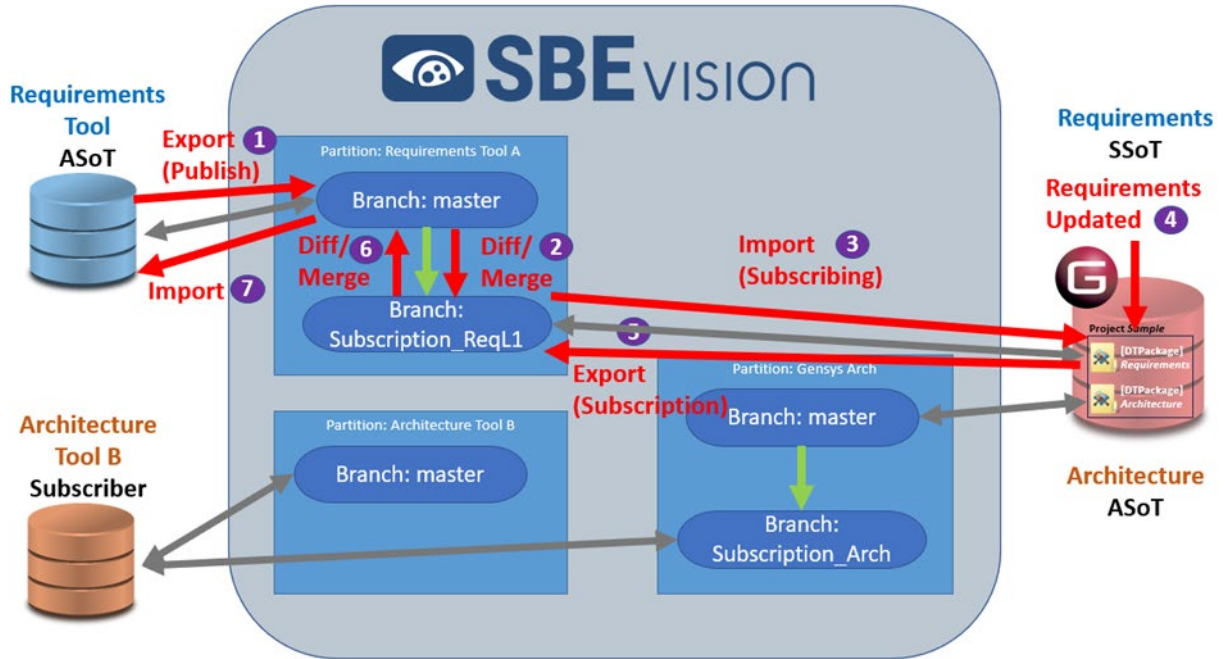 SBE VISION
Requirements
Tool
ASoT
Export 1
(Publish)
Partition: Requirements Tool A
Branch: master
Diff/
Merge
6
2
Diff/
Merge
Import 7
Branch:
Subscription_ReqL1
Import 3
(Subscribing)
Requirements
SSoT
Requirements
Updated 4
G
Project Sample
[DTPackage]
Requirements
[DTPackage]
Architecture
5
Export
(Subscription)
Partition: Gensys Arch
Branch: master
Branch:
Subscription_Arch
Architecture
ASoT
Architecture
Tool B
Subscriber
Partition: Architecture Tool B
Branch: master